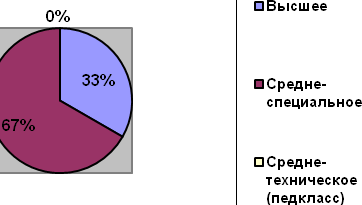 0%
33%
67%
Высшее
Средне-
специальное
Средне-
техническое
(педкласс)